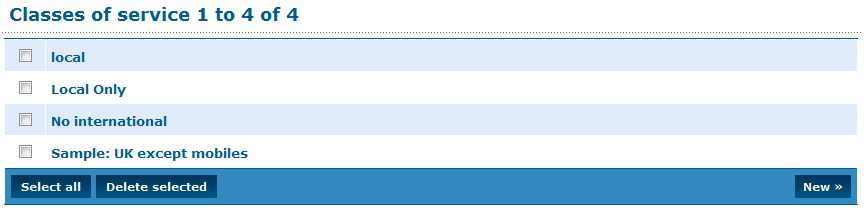 Classes of service 1 to 4 of 4
local
Local Only
No international
Sample: UK except mobiles
Select all Delete selected New »